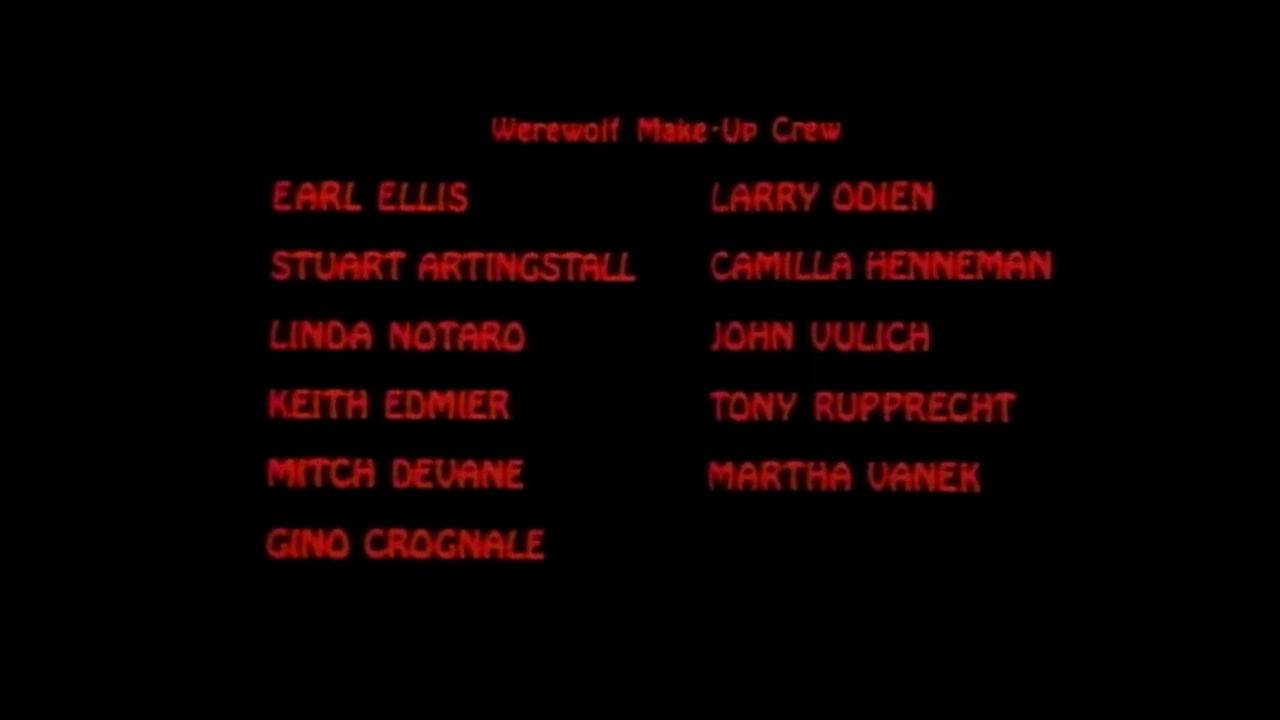 Werewolf Make-Up Crew
EARL ELLIS LARRY ODIEN
STUART ARTINGSTALL CAMILLA HENNEMAN
LINDA NOTARO JOHN VULICH
KEITH EDMIER TONY RUPPRECHT
MITCH DEVANE MARTHA VANEK
GINO CROGNALE